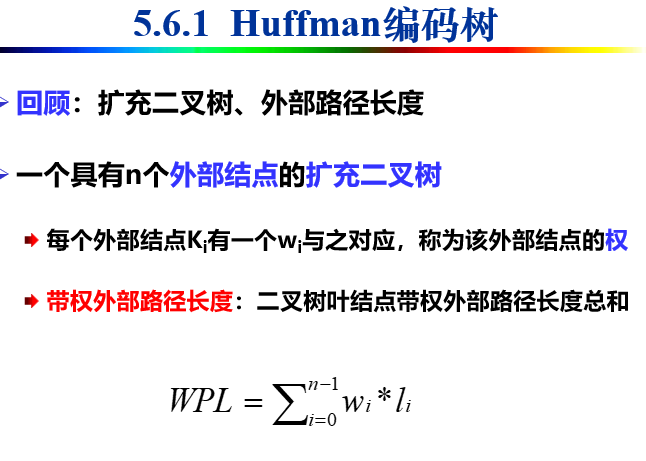 5.6.1 Huffman编码树
回顾：扩充二叉树、外部路径长度
一个具有n个外部结点的扩充二叉树
每个外部结点Ki有一个wi与之对应，称为该外部结点的权
带权外部路径长度：二叉树叶结点带权外部路径长度总和
WPL = ∑_{i=0}^{n−1} w_i * l_i